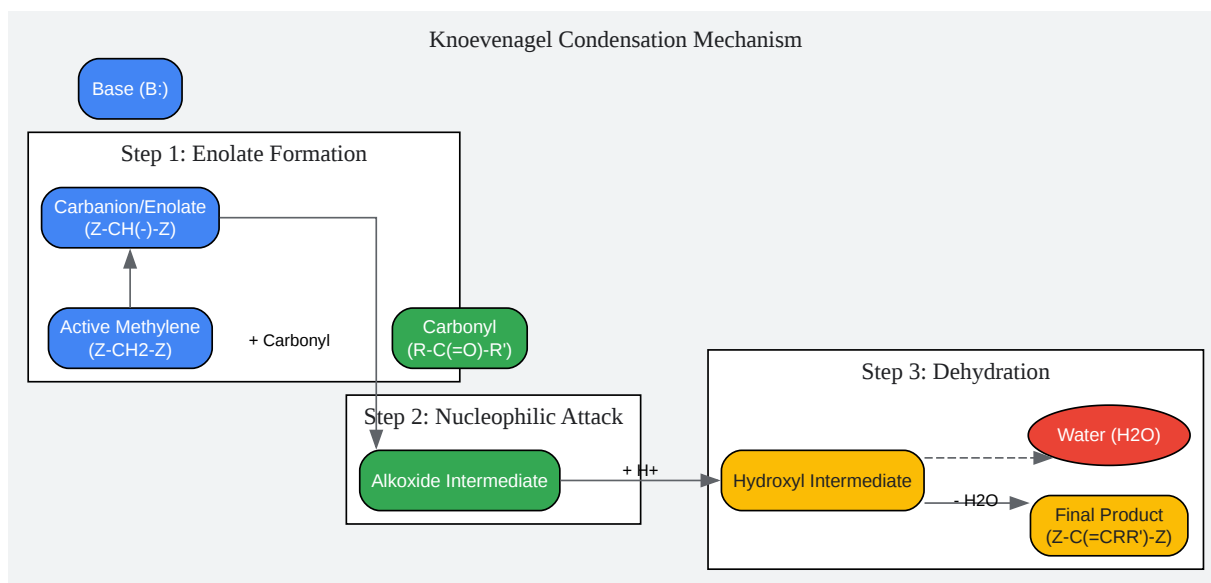 Knoevenagel Condensation Mechanism
Base (B:)
Step 1: Enolate Formation
Carbanion/Enolate
(Z-CH(-)-Z)
Active Methylene
(Z-CH2-Z)
+ Carbonyl
Carbonyl
(R-C(=O)-R')
Step 2: Nucleophilic Attack
Alkoxide Intermediate
+ H+
Step 3: Dehydration
Hydroxyl Intermediate
Water (H2O)
- H2O
Final Product
(Z-C(=CRR')-Z)